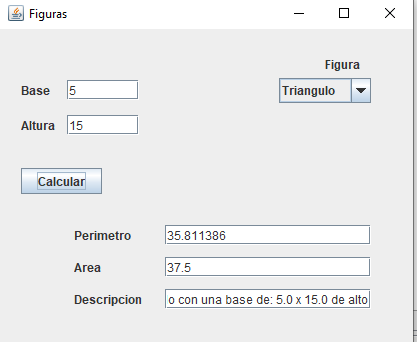 Figuras
Figura
Base 5 Triangulo
Altura 15
Calcular
Perimetro 35.811386
Area 37.5
Descripcion o con una base de: 5.0 x 15.0 de alto